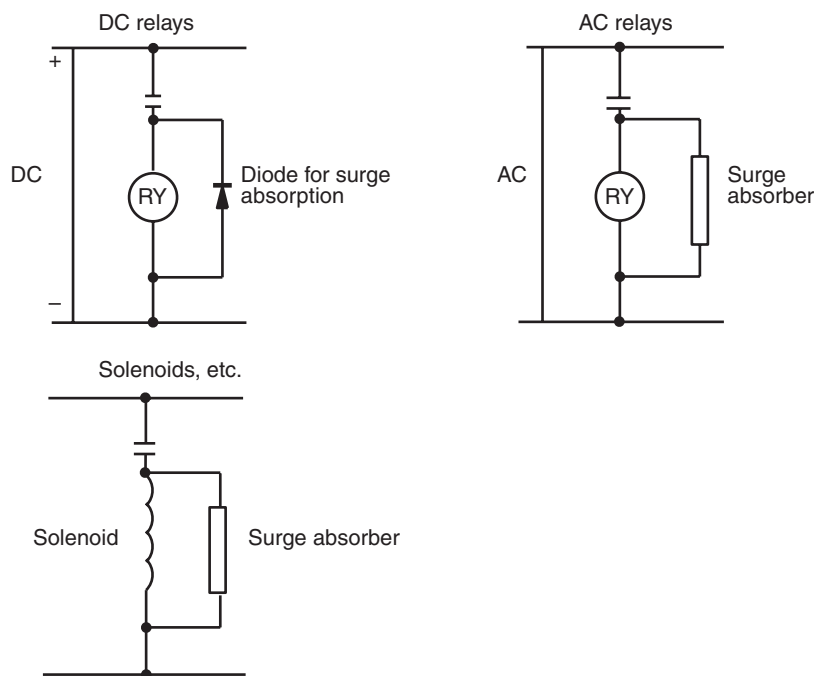 DC relays
+
DC
RY
Diode for surge
absorption
–
AC relays
AC
RY
Surge
absorber
Solenoids, etc.
Solenoid
Surge absorber